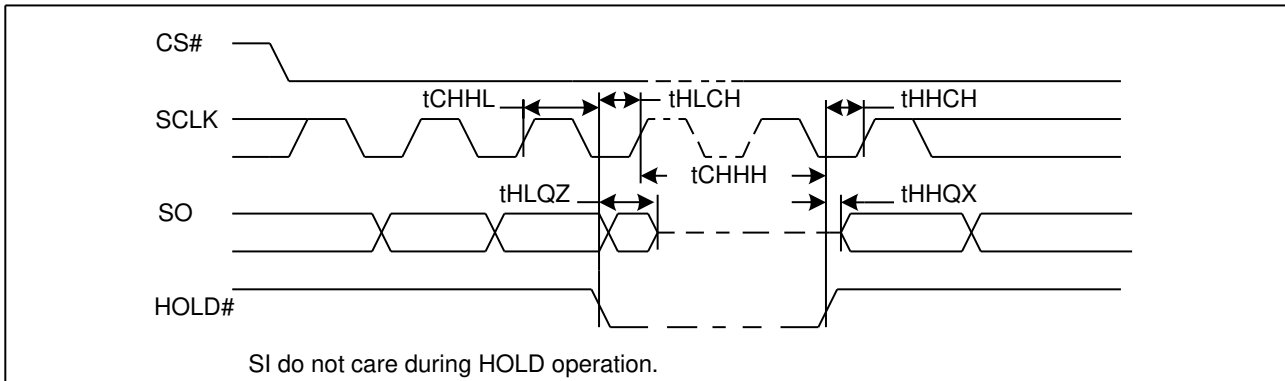 CS#
tCHHL
tHLCH
tHHCH
SCLK
tCHHH
tHLQZ
tHHQX
SO
HOLD#
SI do not care during HOLD operation.